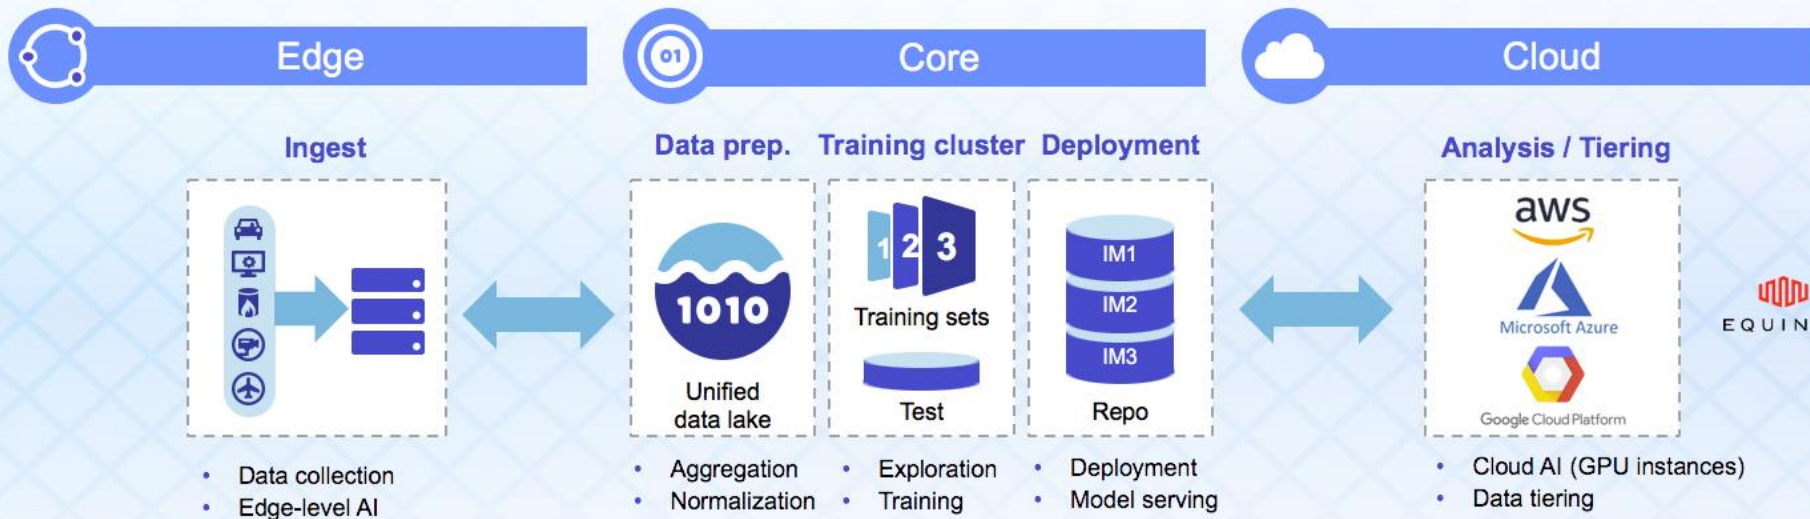 Edge
01
Core
Cloud
Ingest
Data prep.
Training cluster
Deployment
Analysis / Tiering
1010
Unified
data lake
1 2 3
Training sets
Test
IM1
IM2
IM3
Repo
aws
Microsoft Azure
Google Cloud Platform
• Data collection
• Edge-level AI
• Aggregation
• Normalization
• Exploration
• Training
• Deployment
• Model serving
• Cloud AI (GPU instances)
• Data tiering